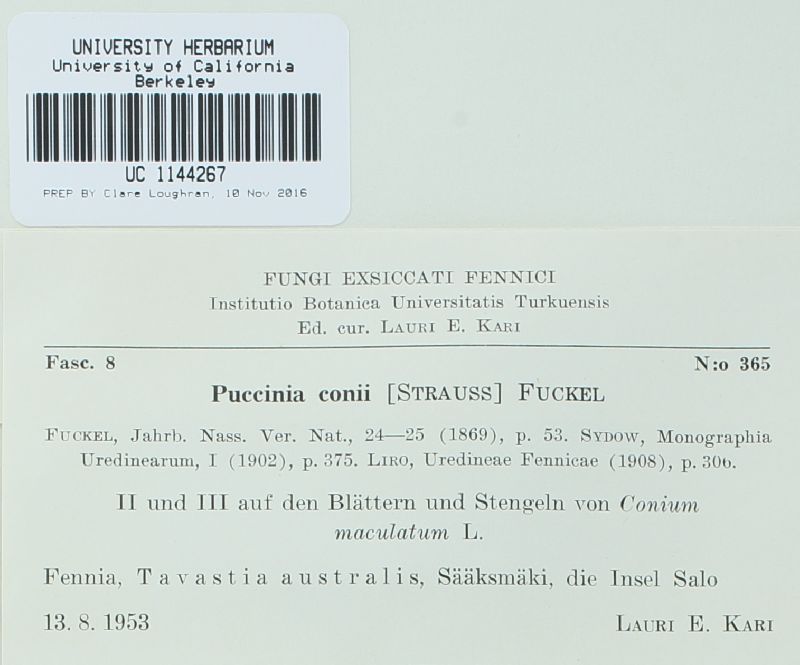 UNIVERSITY HERBARIUM
University of California
Berkeley
UC 1144267
PREP BY Clare Loughran, 10 Nov 2016
FUNGI EXSICCATI FENNICI
Institutio Botanica Universitatis Turkuensis
Ed. cur. LAURI E. KARI
Fasc. 8 N:o 365
Puccinia conii [STRAUSS] FUCKEL
FUCKEL, Jahrb. Nass. Ver. Nat., 24—25 (1869), p. 53. SYDOW, Monographia
Uredinearum, I (1902), p. 375. LIRO, Uredineae Fennicae (1908), p. 306.
II und III auf den Blättern und Stengeln von Conium
maculatum L.
Fennia, Tavastia australis, Sääksmäki, die Insel Salo
13. 8. 1953 LAURI E. KARI